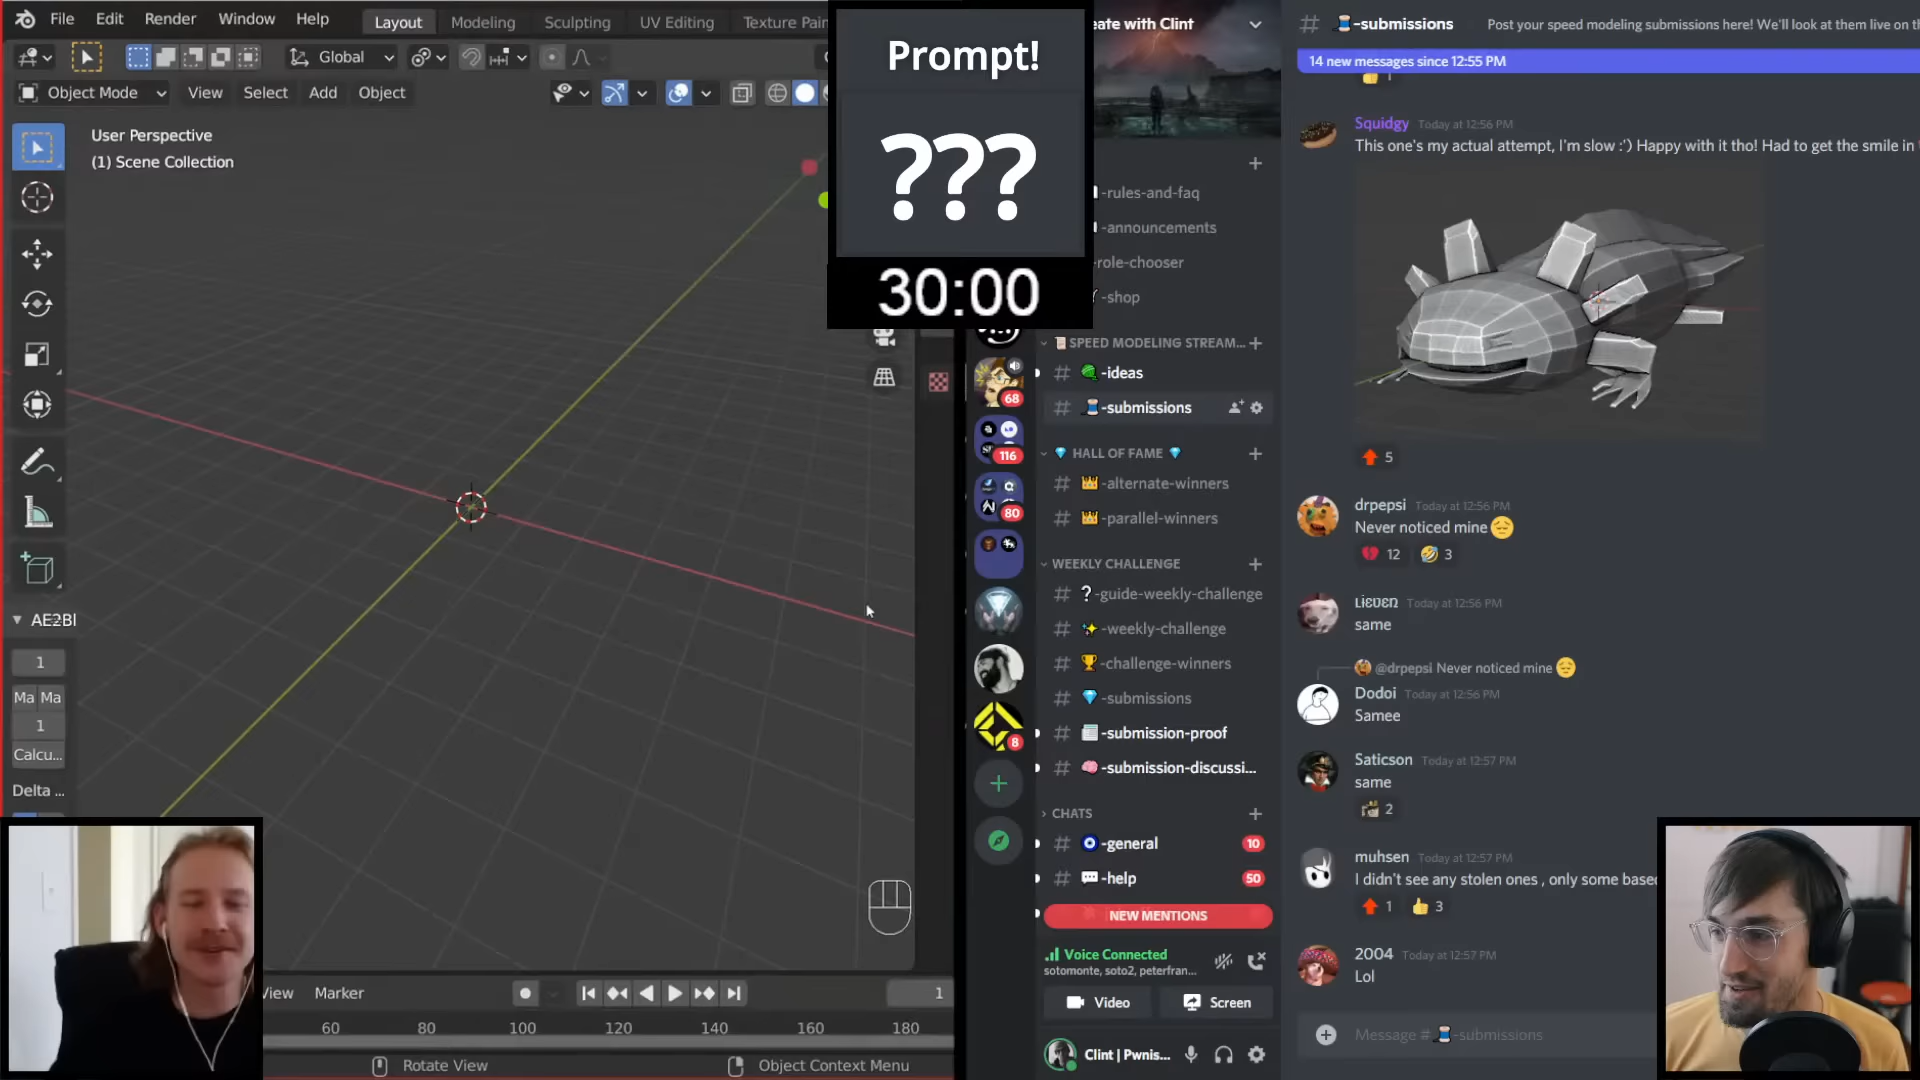 File Edit Render Window Help Layout Modeling Sculpting UV Editing
Global
Object Mode View Select Add Object
User Perspective
(1) Scene Collection
AE2Bl
1
Ma Ma
1
Calcu...
Delta ...
Marker
1
60 80 100 120 140 160 180
Rotate View Object Context Menu
Prompt!
???
30:00
eate with Clint
-rules-and-faq
-announcements
-role-chooser
-shop
SPEED MODELING STREAM...
-ideas
-submissions
HALL OF FAME
-alternate-winners
-parallel-winners
WEEKLY CHALLENGE
-guide-weekly-challenge
-weekly-challenge
-challenge-winners
-submissions
-submission-proof
-submission-discussi...
CHATS
-general 10
-help 50
NEW MENTIONS
Voice Connected
sotomonte, soto2, peterfran...
Video Screen
Clint | Pwnis...
68
116
80
8
-submissions Post your speed modeling submissions here! We'll look at them live on
14 new messages since 12:55 PM
1
Squidgy Today at 12:56 PM
This one's my actual attempt, I'm slow :') Happy with it tho! Had to get the smile in
5
drpepsi Today at 12:56 PM
Never noticed mine
12 3
Lieven Today at 12:56 PM
same
@drpepsi Never noticed mine
Dodoi Today at 12:56 PM
Samee
Saticson Today at 12:57 PM
same
2
muhsen Today at 12:57 PM
I didn't see any stolen ones , only some base
1 3
2004 Today at 12:57 PM
Lol
Message # -submissions